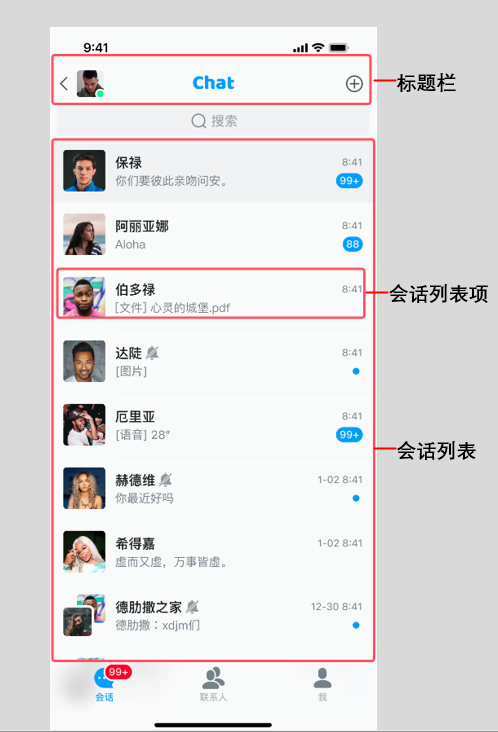 9:41
Chat
标题栏
搜索
保禄 8:41
你们要彼此亲吻问安。 99+
阿丽亚娜 8:41
Aloha 88
伯多禄 8:41
会话列表项
[文件] 心灵的城堡.pdf
达陡 8:41
[图片]
厄里亚 8:41
[语音] 28″ 99+
会话列表
赫德维 1-02 8:41
你最近好吗
希得嘉 1-02 8:41
虚而又虚，万事皆虚。
德肋撒之家 12-30 8:41
德肋撒：xdjm们
99+
会话 联系人 我